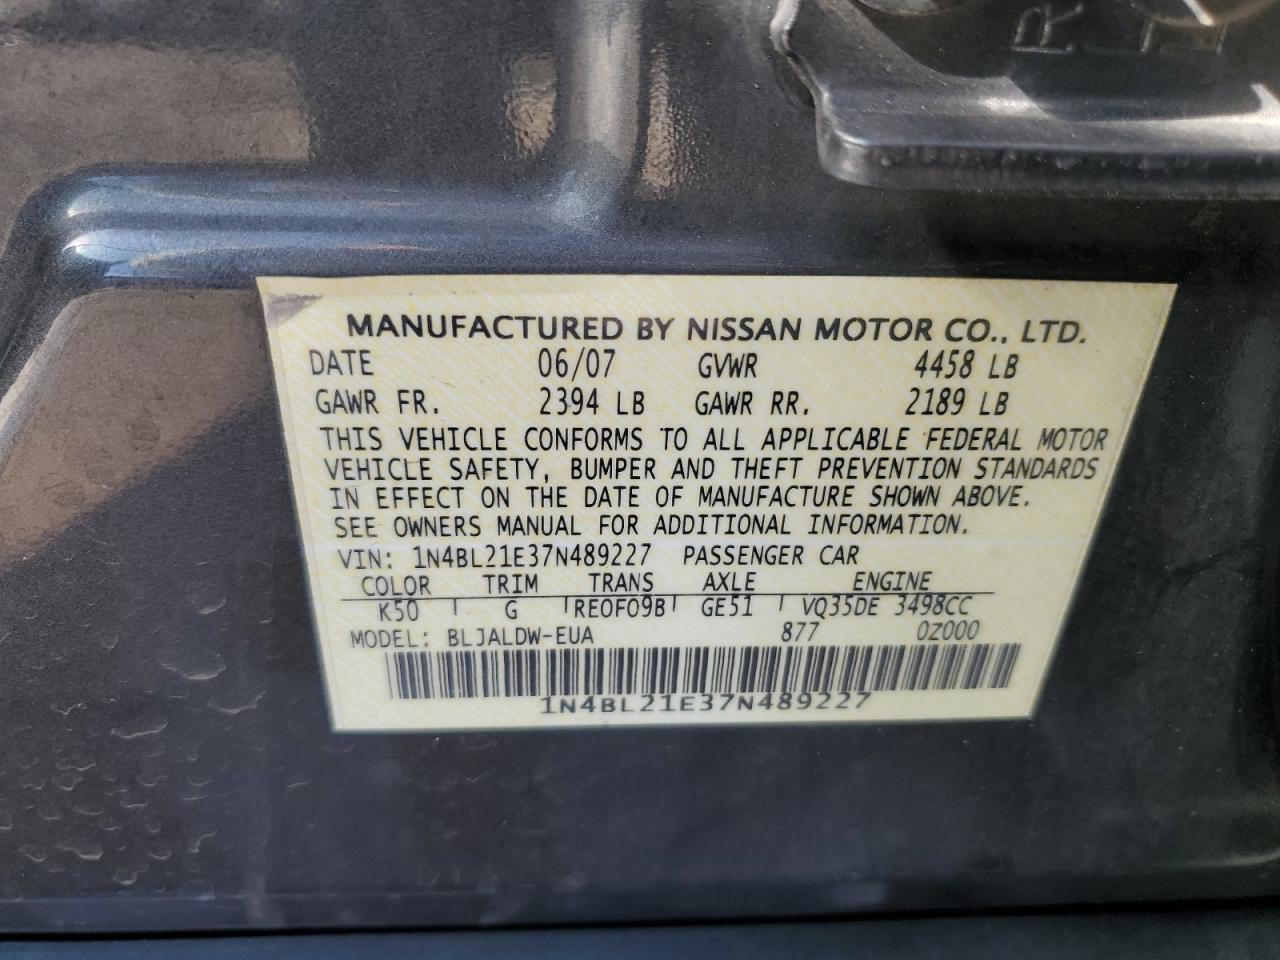 MANUFACTURED BY NISSAN MOTOR CO., LTD.
DATE 06/07 GVWR 4458 LB
GAWR FR. 2394 LB GAWR RR. 2189 LB
THIS VEHICLE CONFORMS TO ALL APPLICABLE FEDERAL MOTOR
VEHICLE SAFETY, BUMPER AND THEFT PREVENTION STANDARDS
IN EFFECT ON THE DATE OF MANUFACTURE SHOWN ABOVE.
SEE OWNERS MANUAL FOR ADDITIONAL INFORMATION.
VIN: 1N4BL21E37N489227 PASSENGER CAR
COLOR TRIM TRANS AXLE ENGINE
K50 G REOFO9B GE51 VQ35DE 3498CC
MODEL: BLJALDW-EUA 877 0Z000
1N4BL21E37N489227